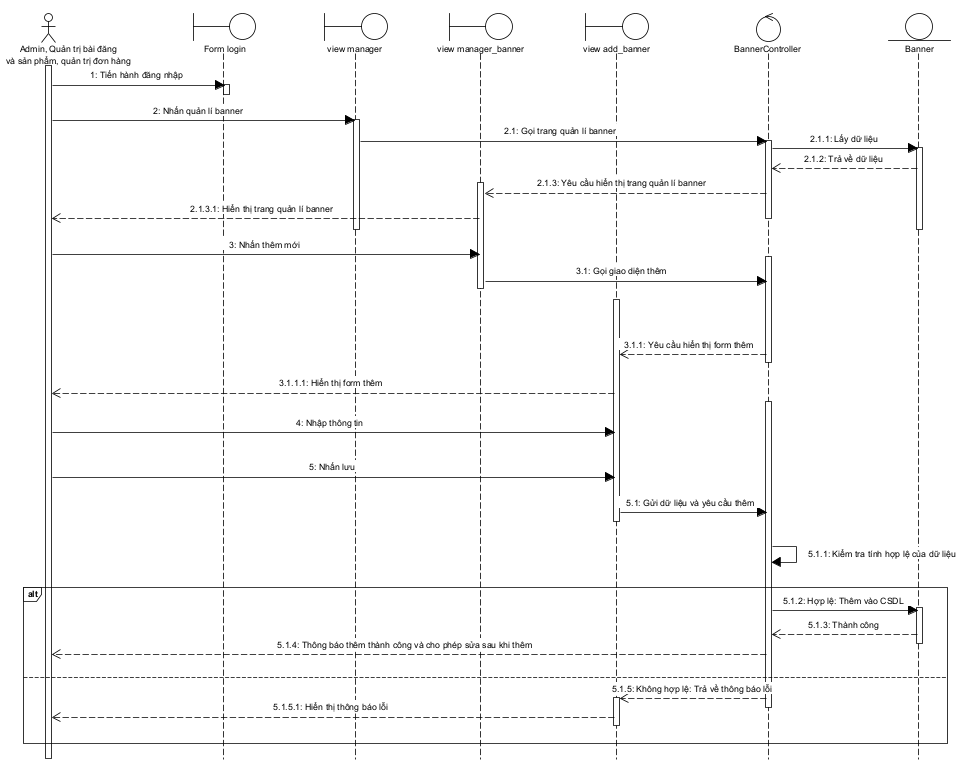 Admin, Quản trị bài đăng
và sản phẩm, quản trị đơn hàng
Form login
view manager
view manager_banner
view add_banner
BannerController
Banner
1: Tiến hành đăng nhập
2: Nhấn quản lí banner
2.1: Gọi trang quản lí banner
2.1.1: Lấy dữ liệu
2.1.2: Trả về dữ liệu
2.1.3: Yêu cầu hiển thị trang quản lí banner
2.1.3.1: Hiển thị trang quản lí banner
3: Nhấn thêm mới
3.1: Gọi giao diện thêm
3.1.1: Yêu cầu hiển thị form thêm
3.1.1.1: Hiển thị form thêm
4: Nhập thông tin
5: Nhấn lưu
5.1: Gửi dữ liệu và yêu cầu thêm
5.1.1: Kiểm tra tính hợp lệ của dữ liệu
alt
5.1.2: Hợp lệ: Thêm vào CSDL
5.1.3: Thành công
5.1.4: Thông báo thêm thành công và cho phép sửa sau khi thêm
5.1.5: Không hợp lệ: Trả về thông báo lỗi
5.1.5.1: Hiển thị thông báo lỗi